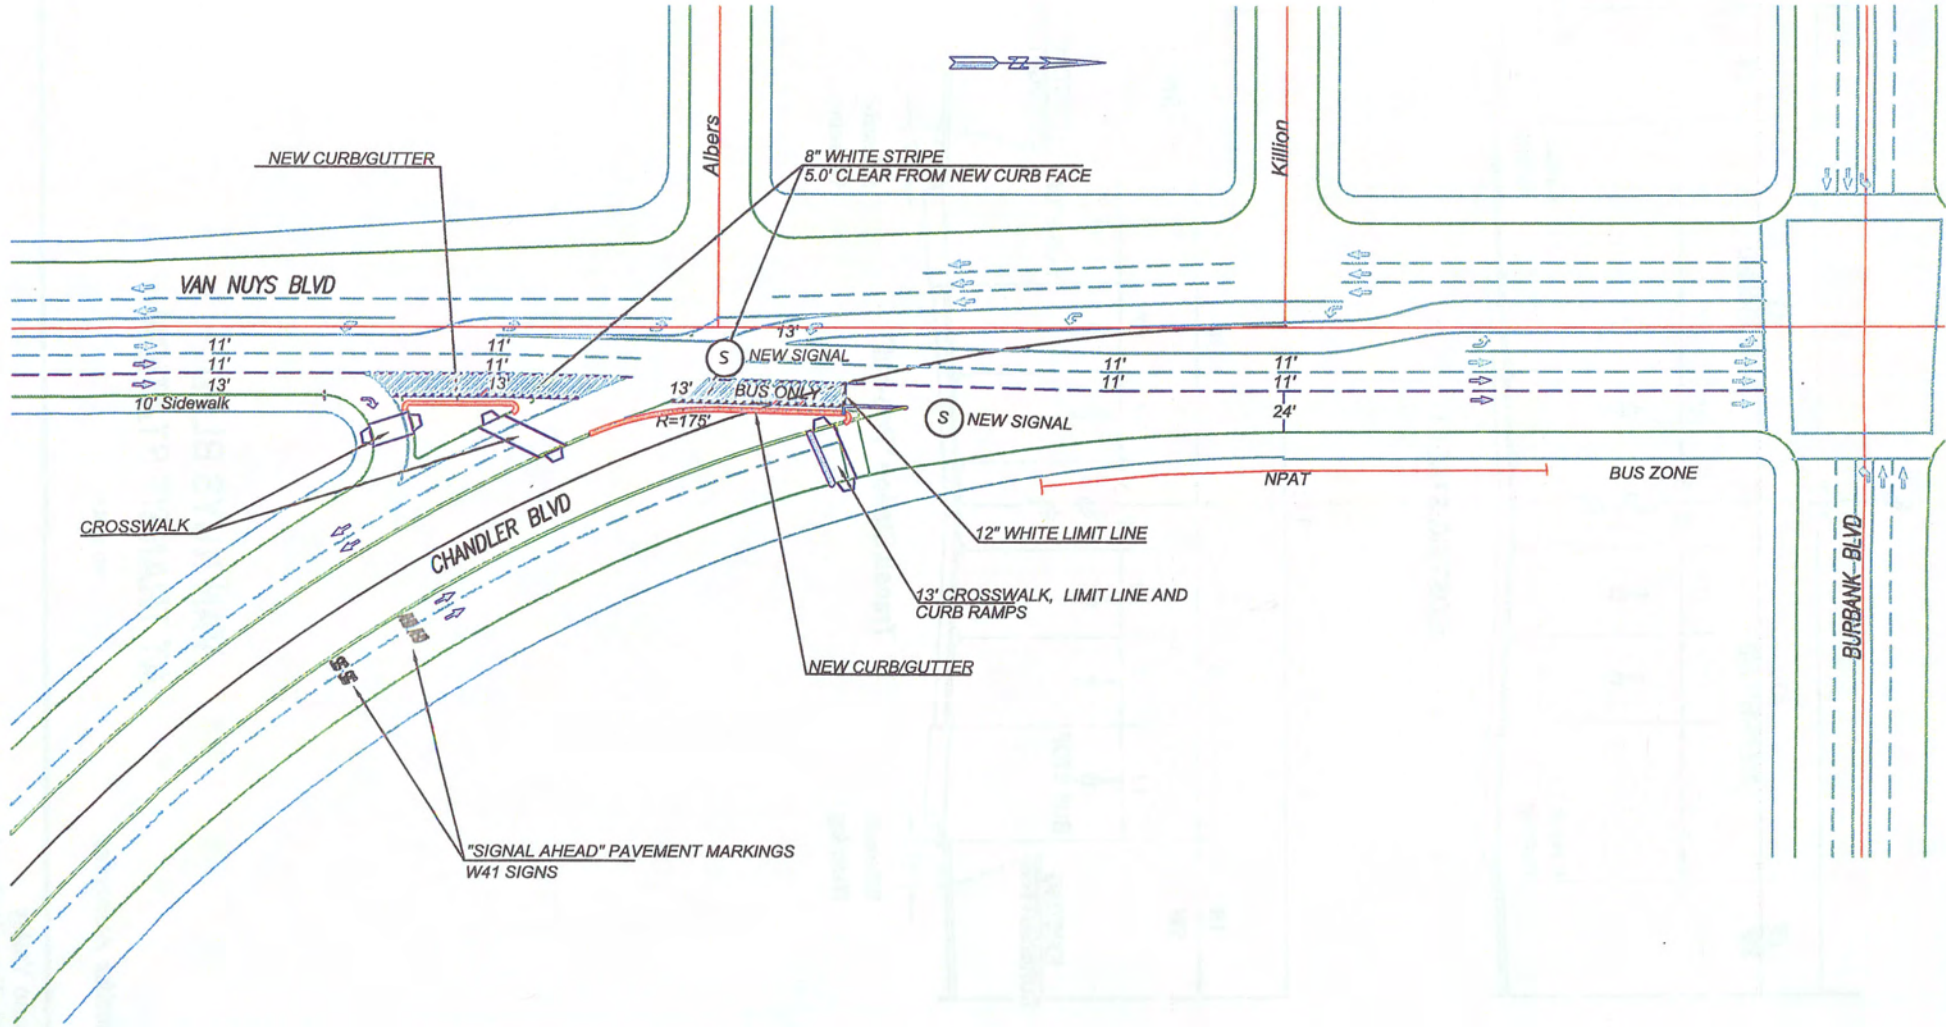 Z
Albers
Killion
NEW CURB/GUTTER
8" WHITE STRIPE
5.0' CLEAR FROM NEW CURB FACE
VAN NUYS BLVD
13'
11'
11'
13'
10' Sidewalk
11'
11'
13'
S
NEW SIGNAL
13'
BUS ONLY
R=175'
S
NEW SIGNAL
11'
11'
11'
11'
24'
NPAT
BUS ZONE
CROSSWALK
CHANDLER BLVD
12" WHITE LIMIT LINE
13' CROSSWALK, LIMIT LINE AND
CURB RAMPS
NEW CURB/GUTTER
BURBANK BLVD
"SIGNAL AHEAD" PAVEMENT MARKINGS
W41 SIGNS